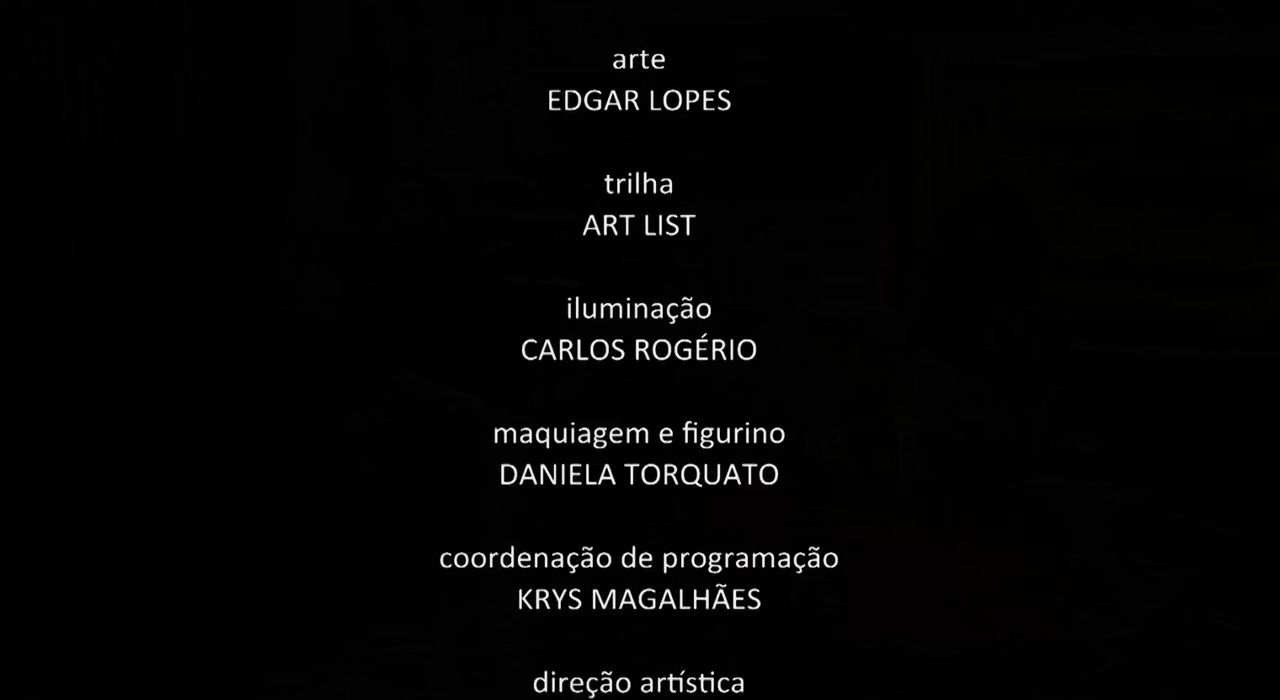 arte
EDGAR LOPES
trilha
ART LIST
iluminação
CARLOS ROGÉRIO
maquiagem e figurino
DANIELA TORQUATO
coordenação de programação
KRYS MAGALHÃES
direção artística